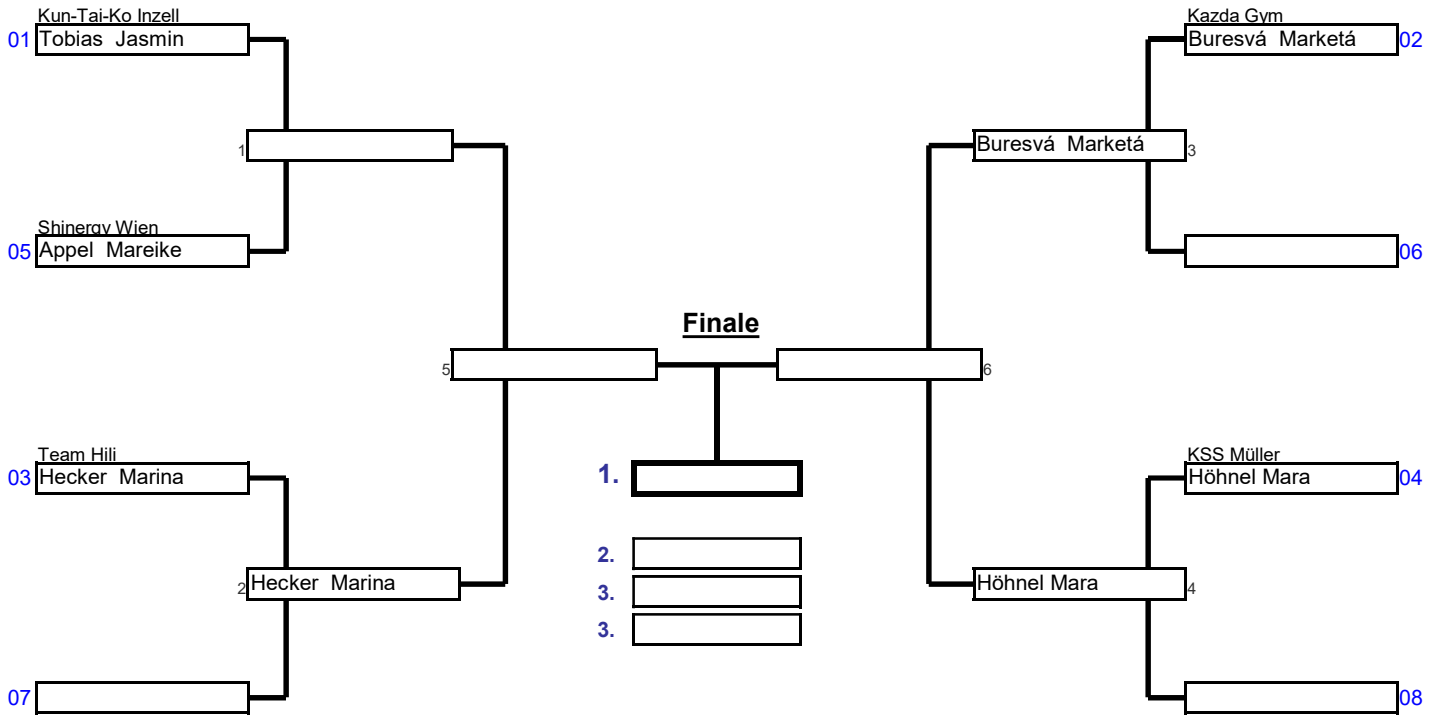 Kun-Tai-Ko Inzell
01 Tobias Jasmin
1
Shinergy Wien
05 Appel Mareike
5
Team Hili
03 Hecker Marina
2 Hecker Marina
07
Finale
1.
2.
3.
3.
Kazda Gym
Buresvá Marketá 02
Buresvá Marketá 3
06
6
KSS Müller
Höhnel Mara 04
Höhnel Mara 4
08